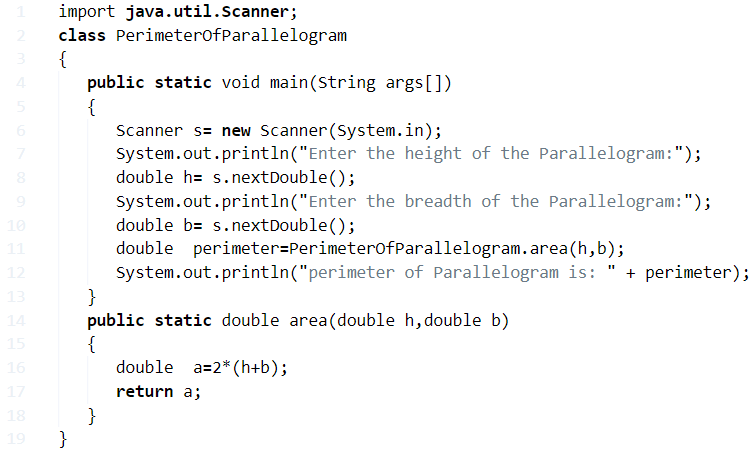 1 import java.util.Scanner;
2 class PerimeterOfParallelogram
3 {
4 public static void main(String args[])
5 {
6 Scanner s= new Scanner(System.in);
7 System.out.println("Enter the height of the Parallelogram:");
8 double h= s.nextDouble();
9 System.out.println("Enter the breadth of the Parallelogram:");
10 double b= s.nextDouble();
11 double  perimeter=PerimeterOfParallelogram.area(h,b);
12 System.out.println("perimeter of Parallelogram is: " + perimeter);
13 }
14 public static double area(double h,double b)
15 {
16 double  a=2*(h+b);
17 return a;
18 }
19 }